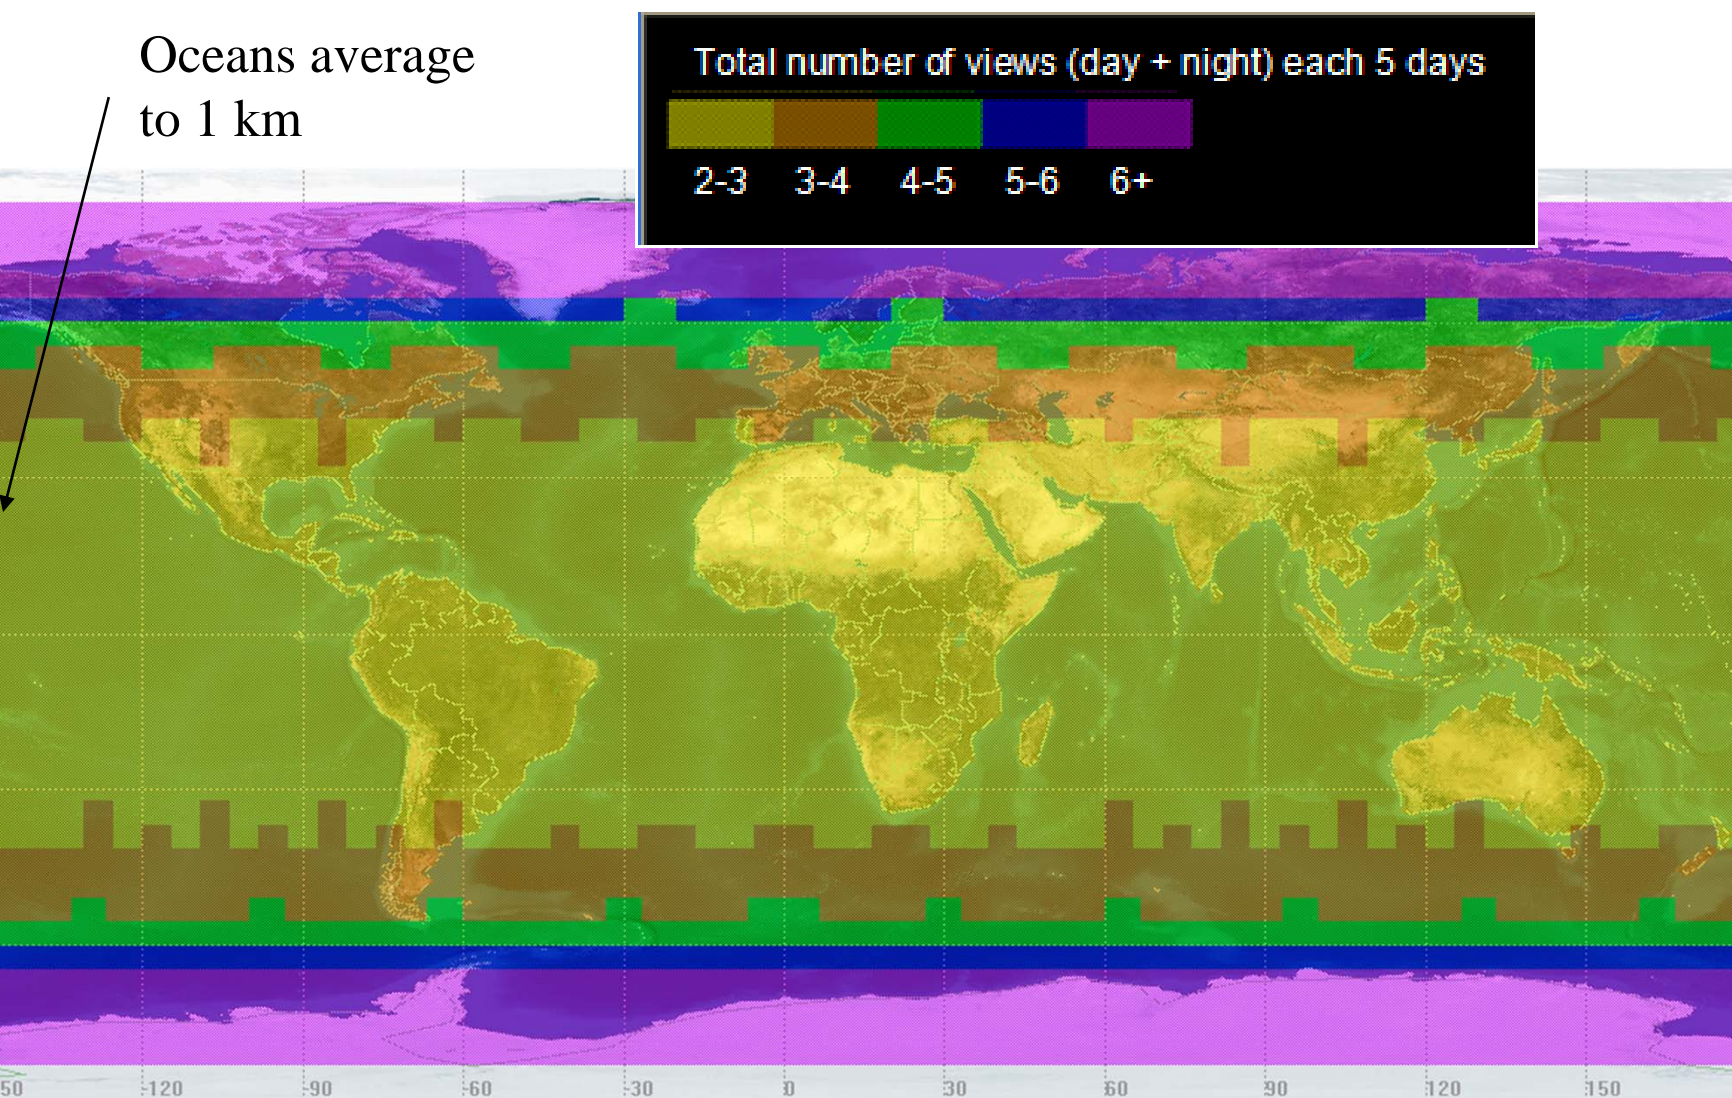 Oceans average
to 1 km
Total number of views (day + night) each 5 days
2-3 3-4 4-5 5-6 6+
50 -120 -90 -60 -30 0 30 60 90 120 150